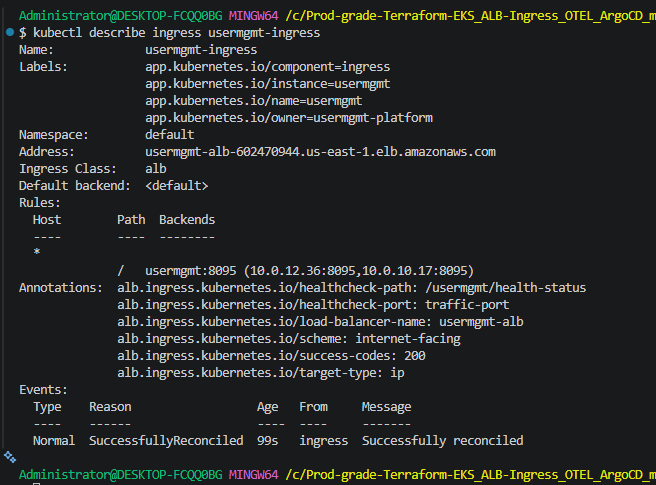 Administrator@DESKTOP-FCQQ0BG MINGW64 /c/Prod-grade-Terraform-EKS_ALB-Ingress_OTEL_ArgoCD_m
$ kubectl describe ingress usermgmt-ingress
Name: usermgmt-ingress
Labels: app.kubernetes.io/component=ingress
app.kubernetes.io/instance=usermgmt
app.kubernetes.io/name=usermgmt
app.kubernetes.io/owner=usermgmt-platform
Namespace: default
Address: usermgmt-alb-602470944.us-east-1.elb.amazonaws.com
Ingress Class: alb
Default backend: <default>
Rules:
Host Path Backends
---- ---- --------
*
/ usermgmt:8095 (10.0.12.36:8095,10.0.10.17:8095)
Annotations: alb.ingress.kubernetes.io/healthcheck-path: /usermgmt/health-status
alb.ingress.kubernetes.io/healthcheck-port: traffic-port
alb.ingress.kubernetes.io/load-balancer-name: usermgmt-alb
alb.ingress.kubernetes.io/scheme: internet-facing
alb.ingress.kubernetes.io/success-codes: 200
alb.ingress.kubernetes.io/target-type: ip
Events:
Type Reason Age From Message
---- ------ ---- ---- -------
Normal SuccessfullyReconciled 99s ingress Successfully reconciled
Administrator@DESKTOP-FCQQ0BG MINGW64 /c/Prod-grade-Terraform-EKS_ALB-Ingress_OTEL_ArgoCD_m